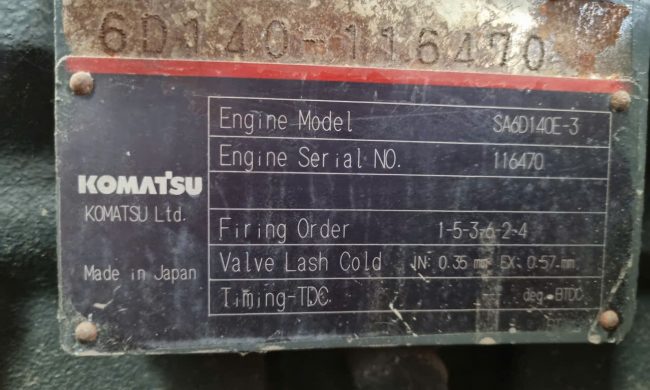 6D140-116470
Engine Model SA6D140E-3
Engine Serial NO. 116470
KOMATSU
KOMATSU Ltd.
Firing Order 1-5-3-6-2-4
Valve Lash Cold IN: 0.35 mm EX: 0.57 mm
Made in Japan
Timing-TDC deg. BTDC